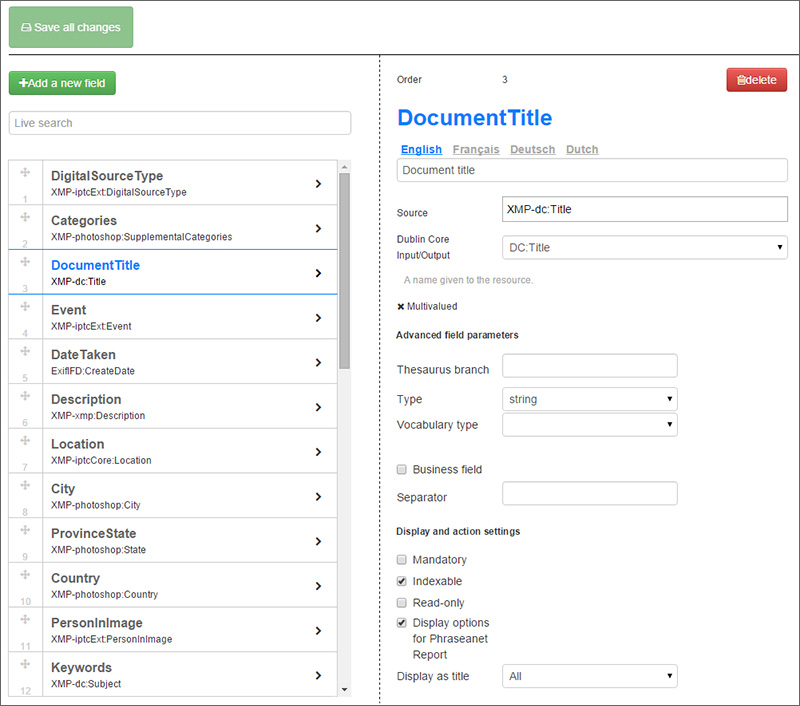 Save all changes
Add a new field
Live search
DigitalSourceType
XMP-iptcExt:DigitalSourceType
1
Categories
XMP-photoshop:SupplementalCategories
2
DocumentTitle
XMP-dc:Title
3
Event
XMP-iptcExt:Event
4
DateTaken
ExifIFD:CreateDate
5
Description
XMP-xmp:Description
6
Location
XMP-iptcCore:Location
7
City
XMP-photoshop:City
8
ProvinceState
XMP-photoshop:State
9
Country
XMP-photoshop:Country
10
PersonInImage
XMP-iptcExt:PersonInImage
11
Keywords
XMP-dc:Subject
12
Order 3
delete
DocumentTitle
English Français Deutsch Dutch
Document title
Source XMP-dc:Title
Dublin Core
Input/Output
DC:Title
A name given to the resource.
Multivalued
Advanced field parameters
Thesaurus branch
Type string
Vocabulary type
Business field
Separator
Display and action settings
Mandatory
Indexable
Read-only
Display options
for Phraseanet
Report
Display as title All